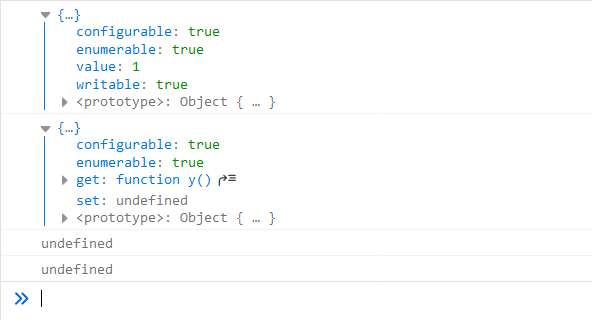 {…}
configurable: true
enumerable: true
value: 1
writable: true
<prototype>: Object { … }
{…}
configurable: true
enumerable: true
get: function y()
set: undefined
<prototype>: Object { … }
undefined
undefined